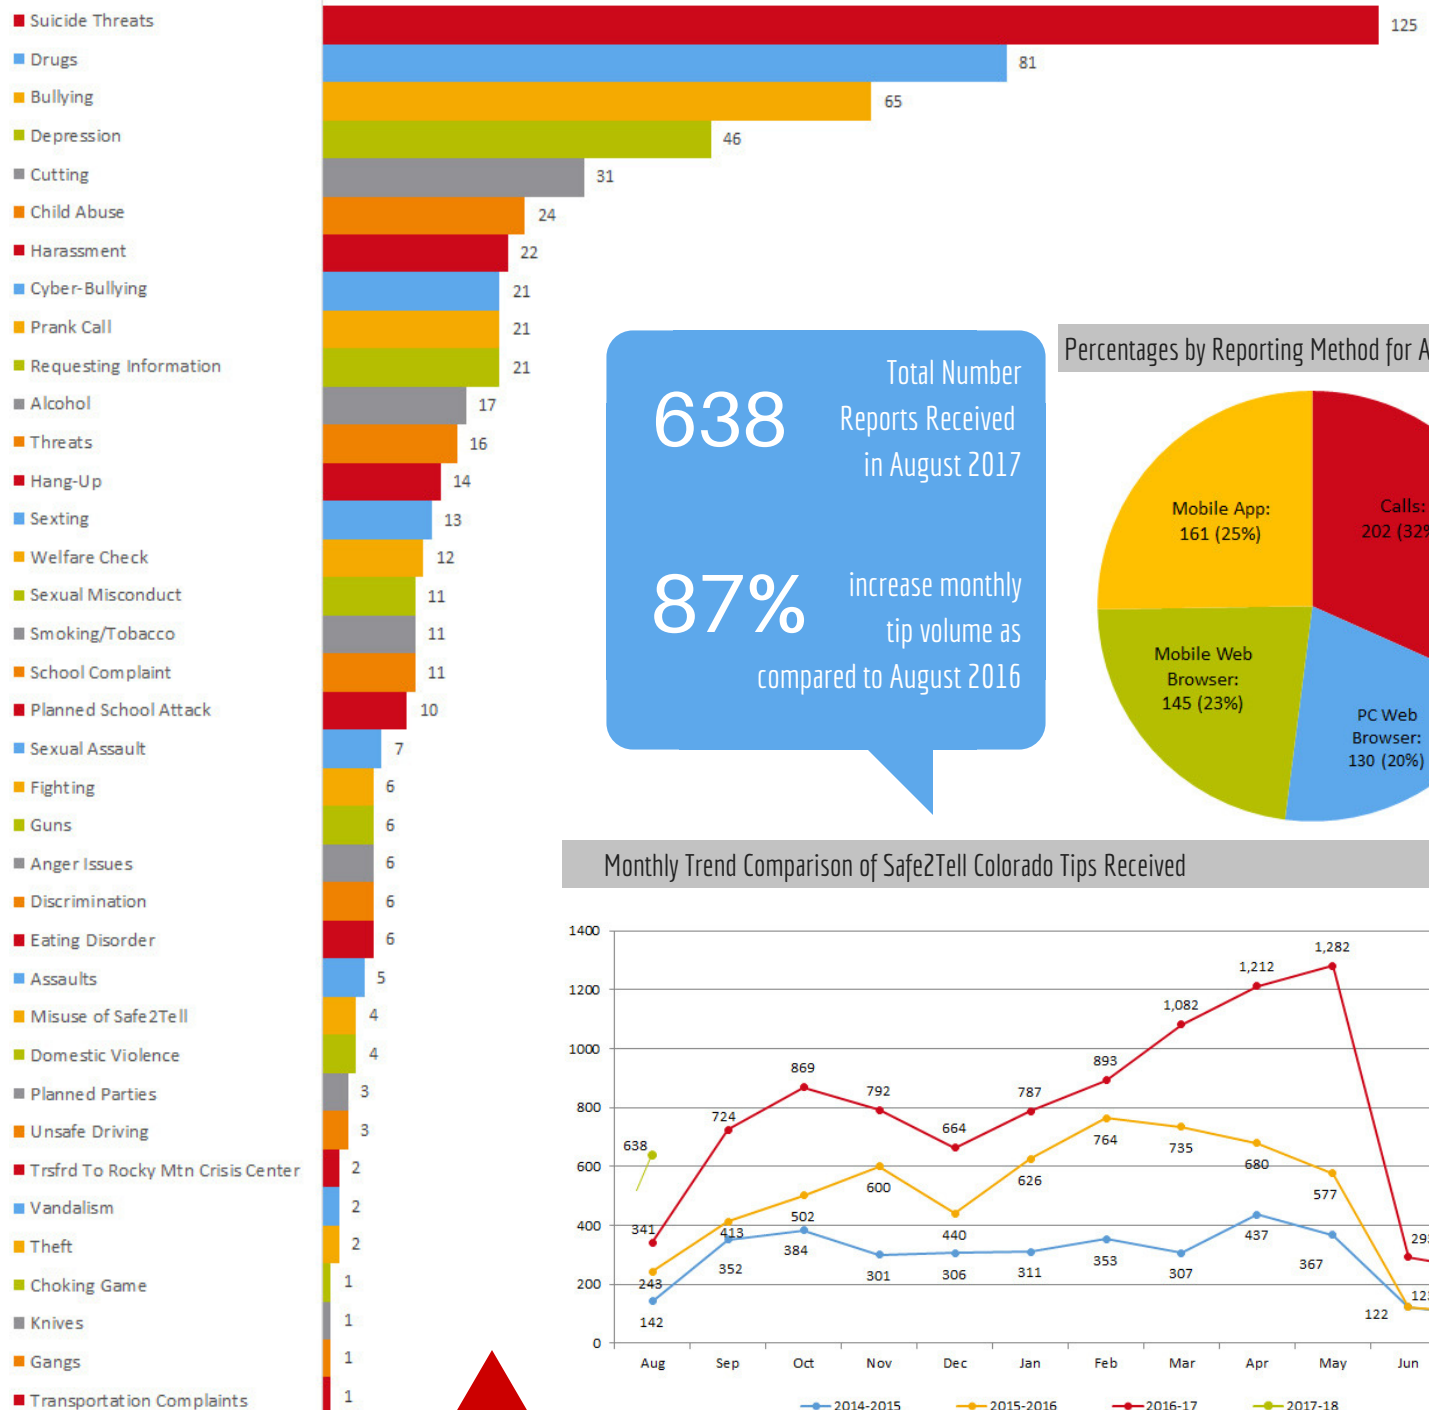 Suicide Threats 125
Drugs 81
Bullying 65
Depression 46
Cutting 31
Child Abuse 24
Harassment 22
Cyber-Bullying 21
Prank Call 21
Requesting Information 21
Alcohol 17
Threats 16
Hang-Up 14
Sexting 13
Welfare Check 12
Sexual Misconduct 11
Smoking/Tobacco 11
School Complaint 11
Planned School Attack 10
Sexual Assault 7
Fighting 6
Guns 6
Anger Issues 6
Discrimination 6
Eating Disorder 6
Assaults 5
Misuse of Safe2Tell 4
Domestic Violence 4
Planned Parties 3
Unsafe Driving 3
Trsfrd To Rocky Mtn Crisis Center 2
Vandalism 2
Theft 2
Choking Game 1
Knives 1
Gangs 1
Transportation Complaints 1
638
Total Number
Reports Received
in August 2017
87%
increase monthly
tip volume as
compared to August 2016
Percentages by Reporting Method for A
Mobile App:
161 (25%)
Calls:
202 (32%
Mobile Web
Browser:
145 (23%)
PC Web
Browser:
130 (20%)
Monthly Trend Comparison of Safe2Tell Colorado Tips Received
1400
1200
1000
800
600
400
200
0
638
341 724 869 792 664 787 893 1,082 1,212 1,282 29
243 413 502 600 440 626 764 735 680 577 12
142 352 384 301 306 311 353 307 437 367 122
Aug Sep Oct Nov Dec Jan Feb Mar Apr May Jun
2014-2015 2015-2016 2016-17 2017-18